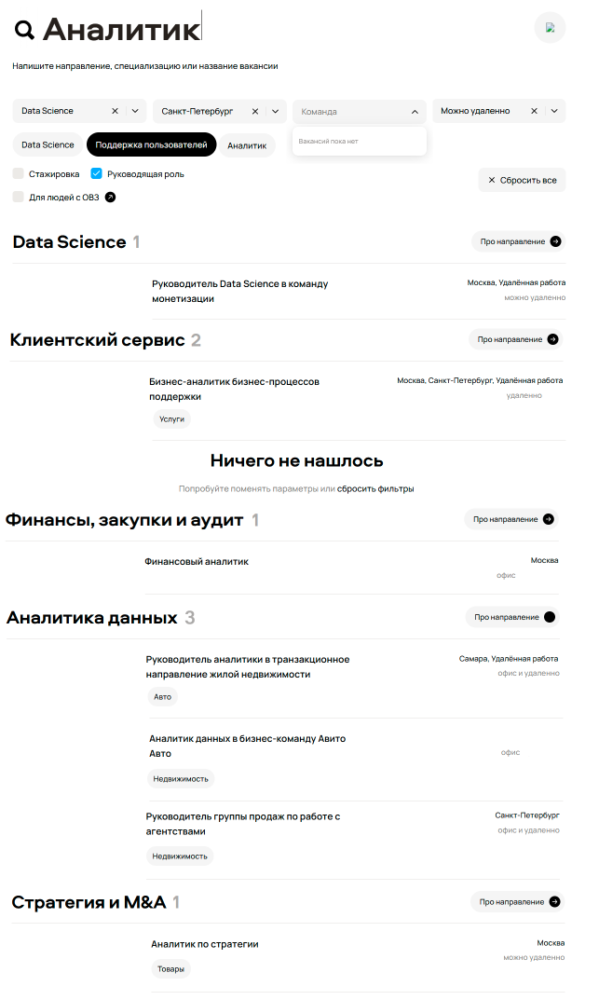 Аналитик
Напишите направление, специализацию или название вакансии
Data Science
Санкт-Петербург
Команда
Можно удаленно
Вакансий пока нет
Data Science
Поддержка пользователей
Аналитик
Стажировка
Руководящая роль
Сбросить все
Для людей с ОВЗ
Data Science 1
Про направление
Руководитель Data Science в команду
монетизации
Москва, Удалённая работа
можно удаленно
Клиентский сервис 2
Про направление
Бизнес-аналитик бизнес-процессов
поддержки
Москва, Санкт-Петербург, Удалённая работа
удаленно
Услуги
Ничего не нашлось
Попробуйте поменять параметры или сбросить фильтры
Финансы, закупки и аудит 1
Про направление
Финансовый аналитик
Москва
офис
Аналитика данных 3
Про направление
Руководитель аналитики в транзакционное
направление жилой недвижимости
Самара, Удалённая работа
офис и удаленно
Авто
Аналитик данных в бизнес-команду Авито
Авто
офис
Недвижимость
Руководитель группы продаж по работе с
агентствами
Санкт-Петербург
офис и удаленно
Недвижимость
Стратегия и M&A 1
Про направление
Аналитик по стратегии
Москва
можно удаленно
Товары